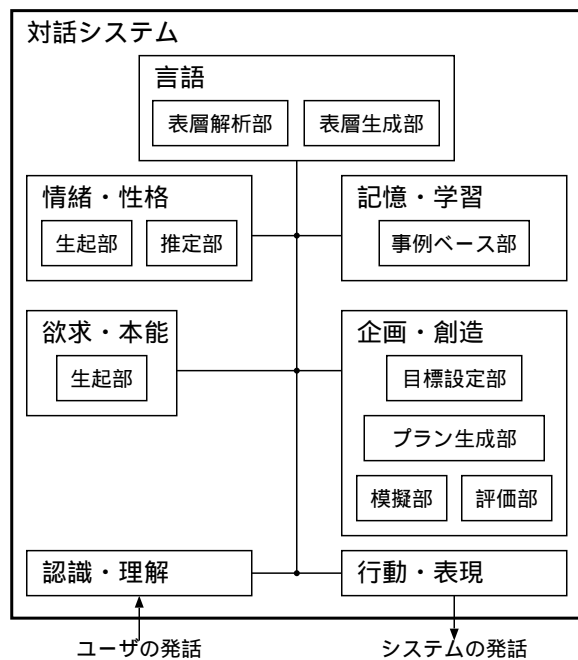 対話システム
言語
表層解析部
表層生成部
情緒・性格
生起部
推定部
記憶・学習
事例ベース部
欲求・本能
生起部
企画・創造
目標設定部
プラン生成部
模擬部
評価部
認識・理解
行動・表現
ユーザの発話
システムの発話